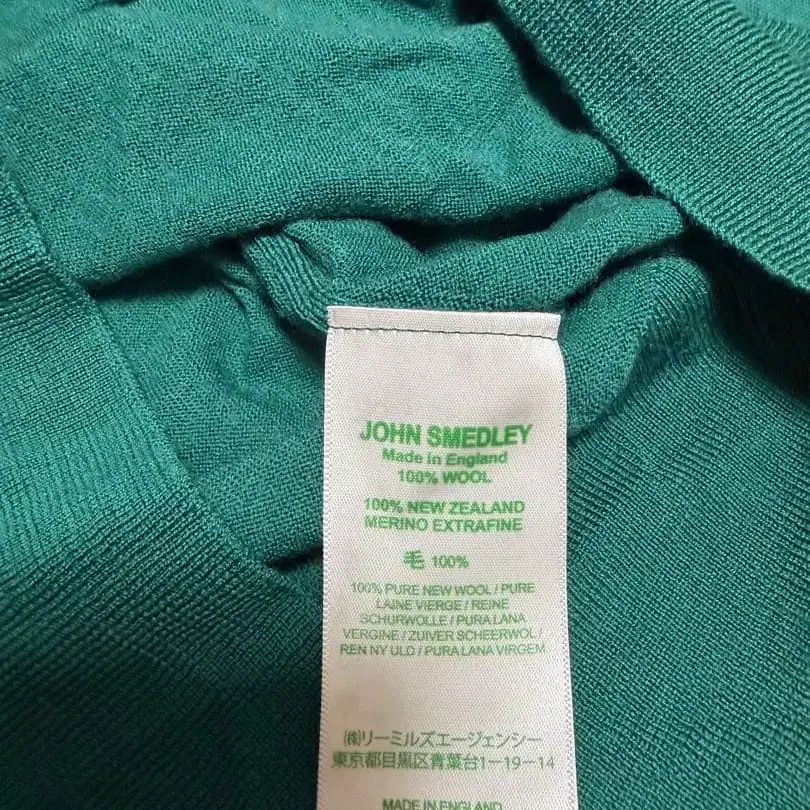 JOHN SMEDLEY
Made in England
100% WOOL
100% NEW ZEALAND
MERINO EXTRAFINE
毛 100%
100% PURE NEW WOOL / PURE
LAINE VIERGE / REINE
SCHURWOLLE / PURA LANA
VERGINE / ZUIVER SCHEERWOL /
REN NY ULD / PURA LANA VIRGEM
㈱リーミルズエージェンシー
東京都目黒区青葉台1-19-14
MADE IN ENGLAND